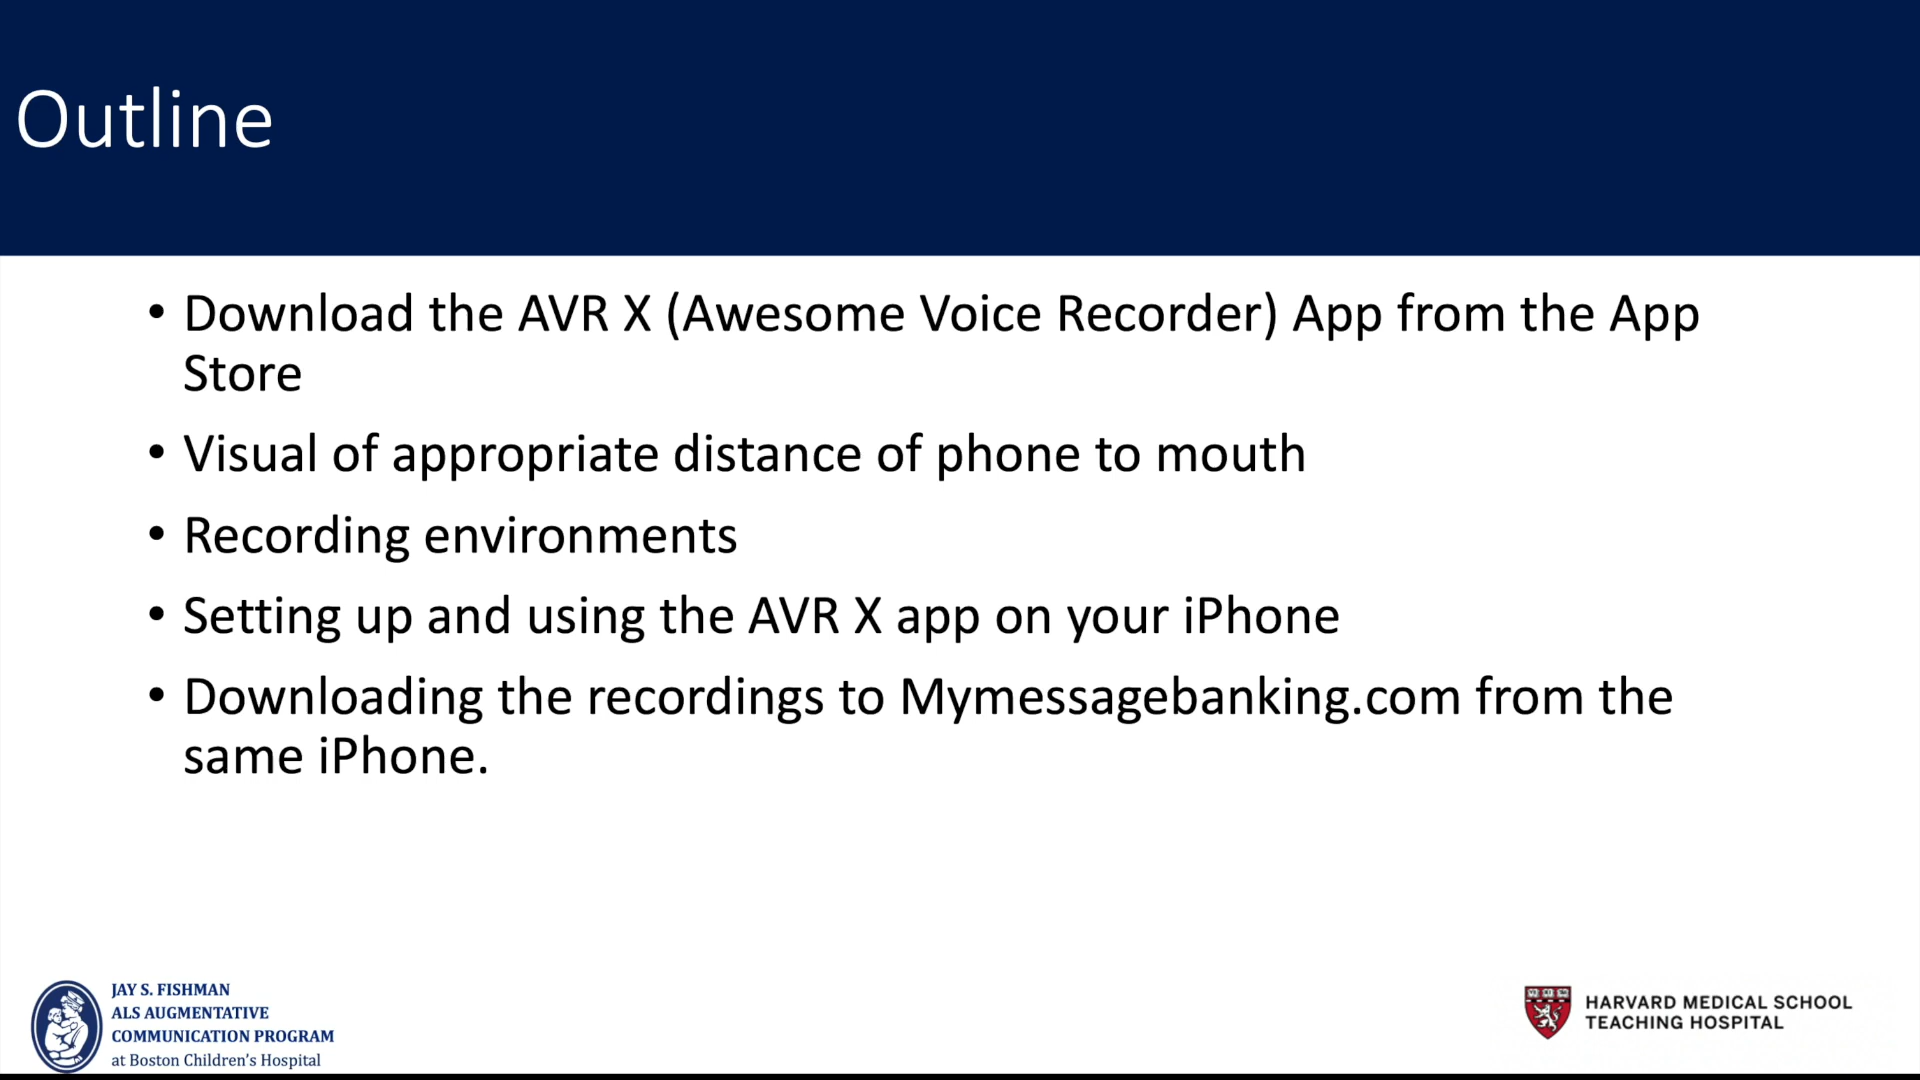 Outline
• Download the AVR X (Awesome Voice Recorder) App from the App
Store
• Visual of appropriate distance of phone to mouth
• Recording environments
• Setting up and using the AVR X app on your iPhone
• Downloading the recordings to Mymessagebanking.com from the
same iPhone.
JAY S. FISHMAN
ALS AUGMENTATIVE
COMMUNICATION PROGRAM
at Boston Children's Hospital
HARVARD MEDICAL SCHOOL
TEACHING HOSPITAL